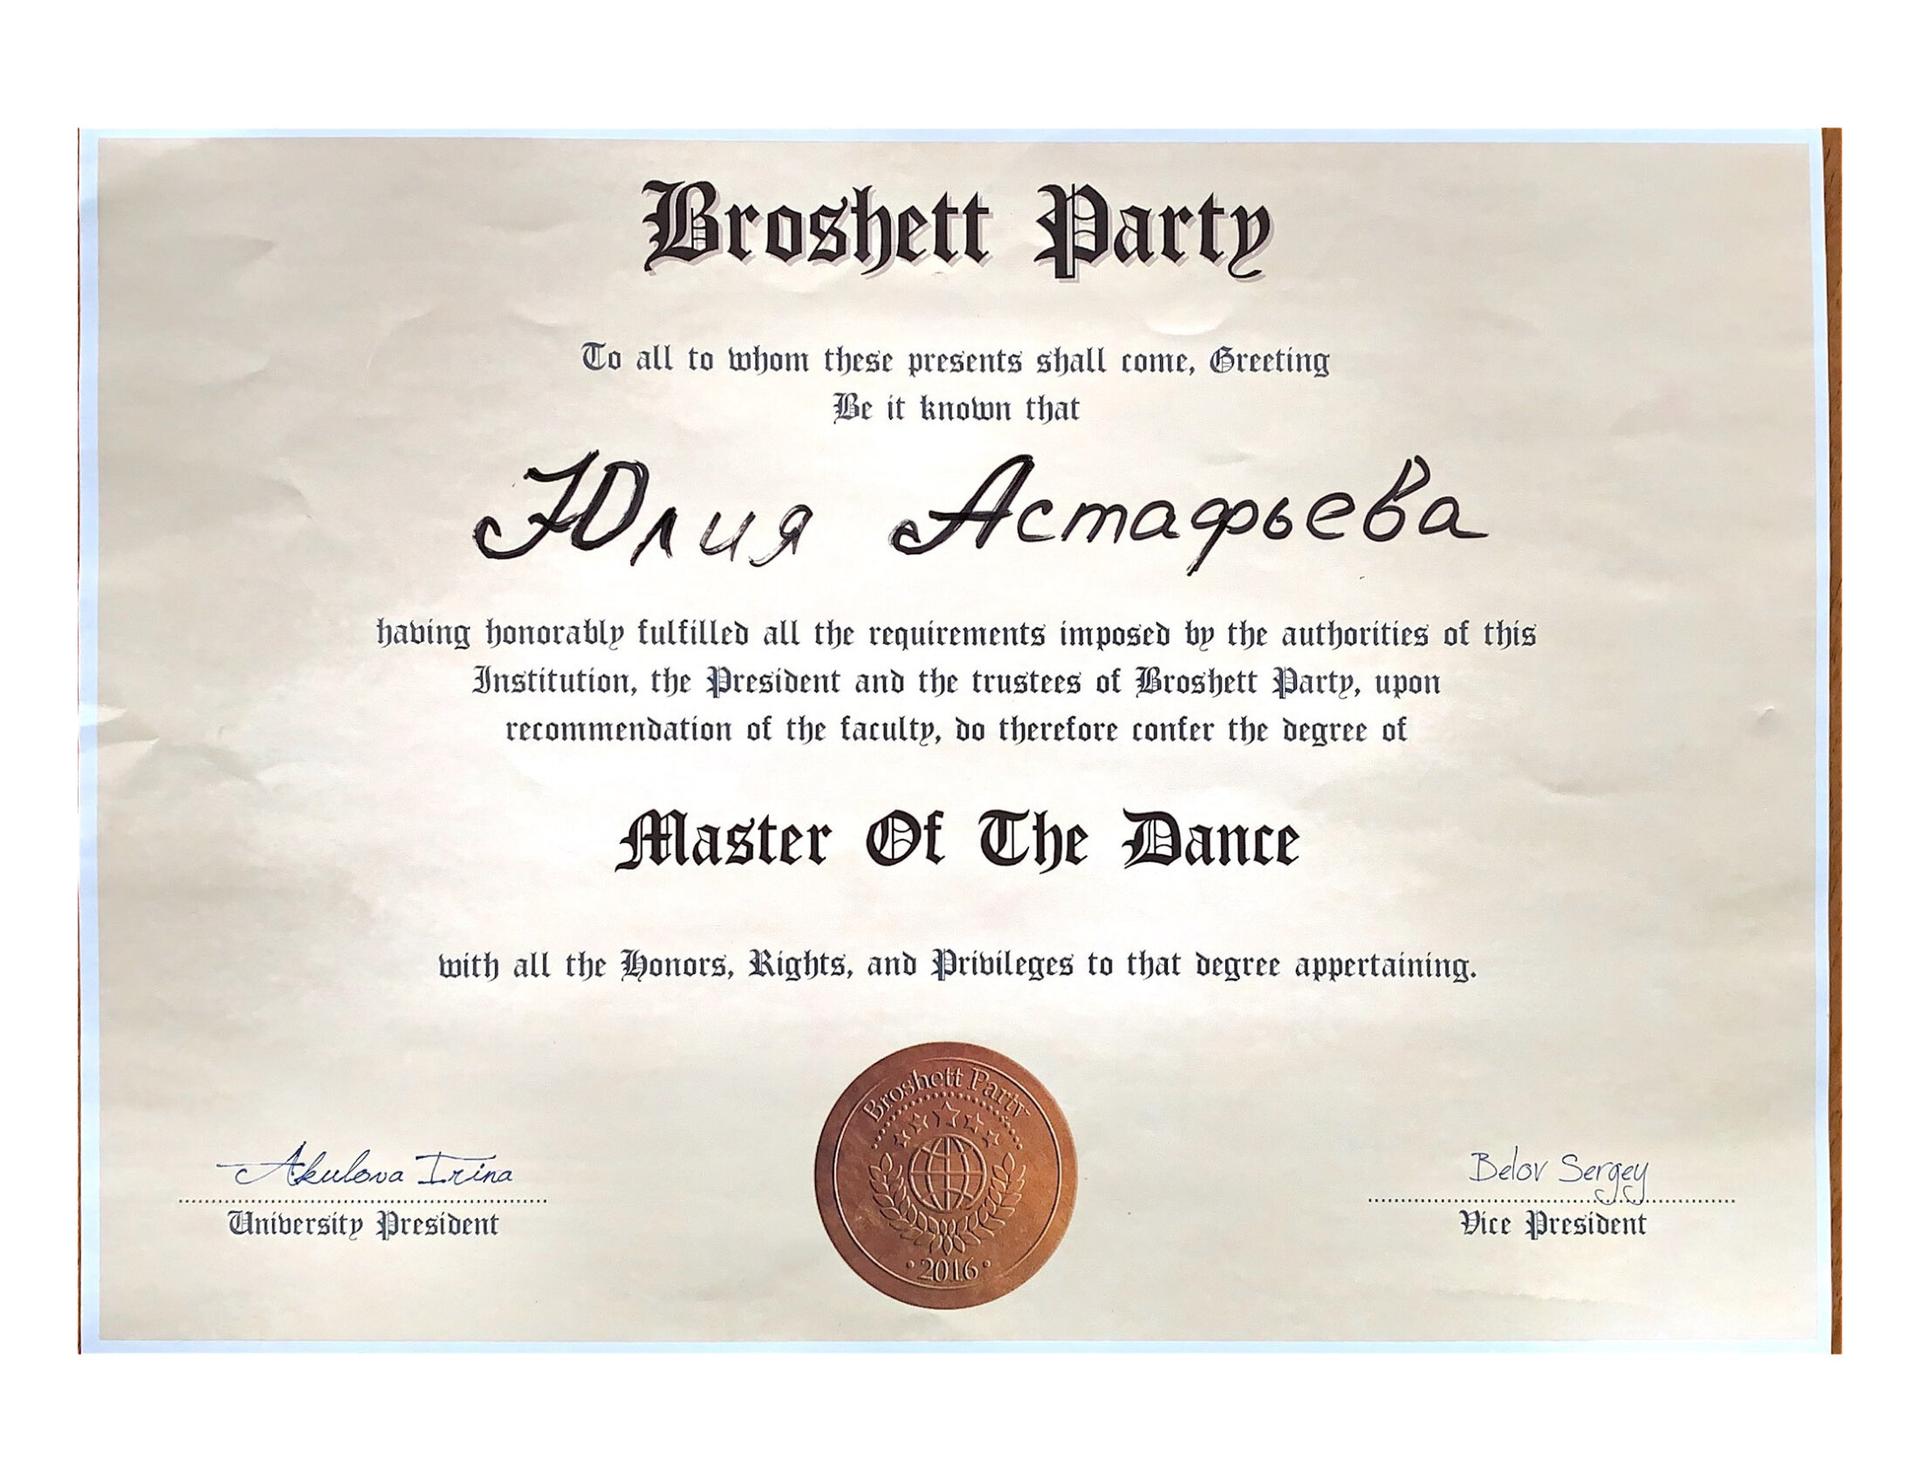 Broshett Party
To all to whom these presents shall come, Greeting
Be it known that
Юлия Астафьева
having honorably fulfilled all the requirements imposed by the authorities of this
Institution, the President and the trustees of Broshett Party, upon
recommendation of the faculty, do therefore confer the degree of
Master Of The Dance
with all the Honors, Rights, and Privileges to that degree appertaining.
Broshett Party
2016
Akulova Irina
University President
Belov Sergey
Vice President